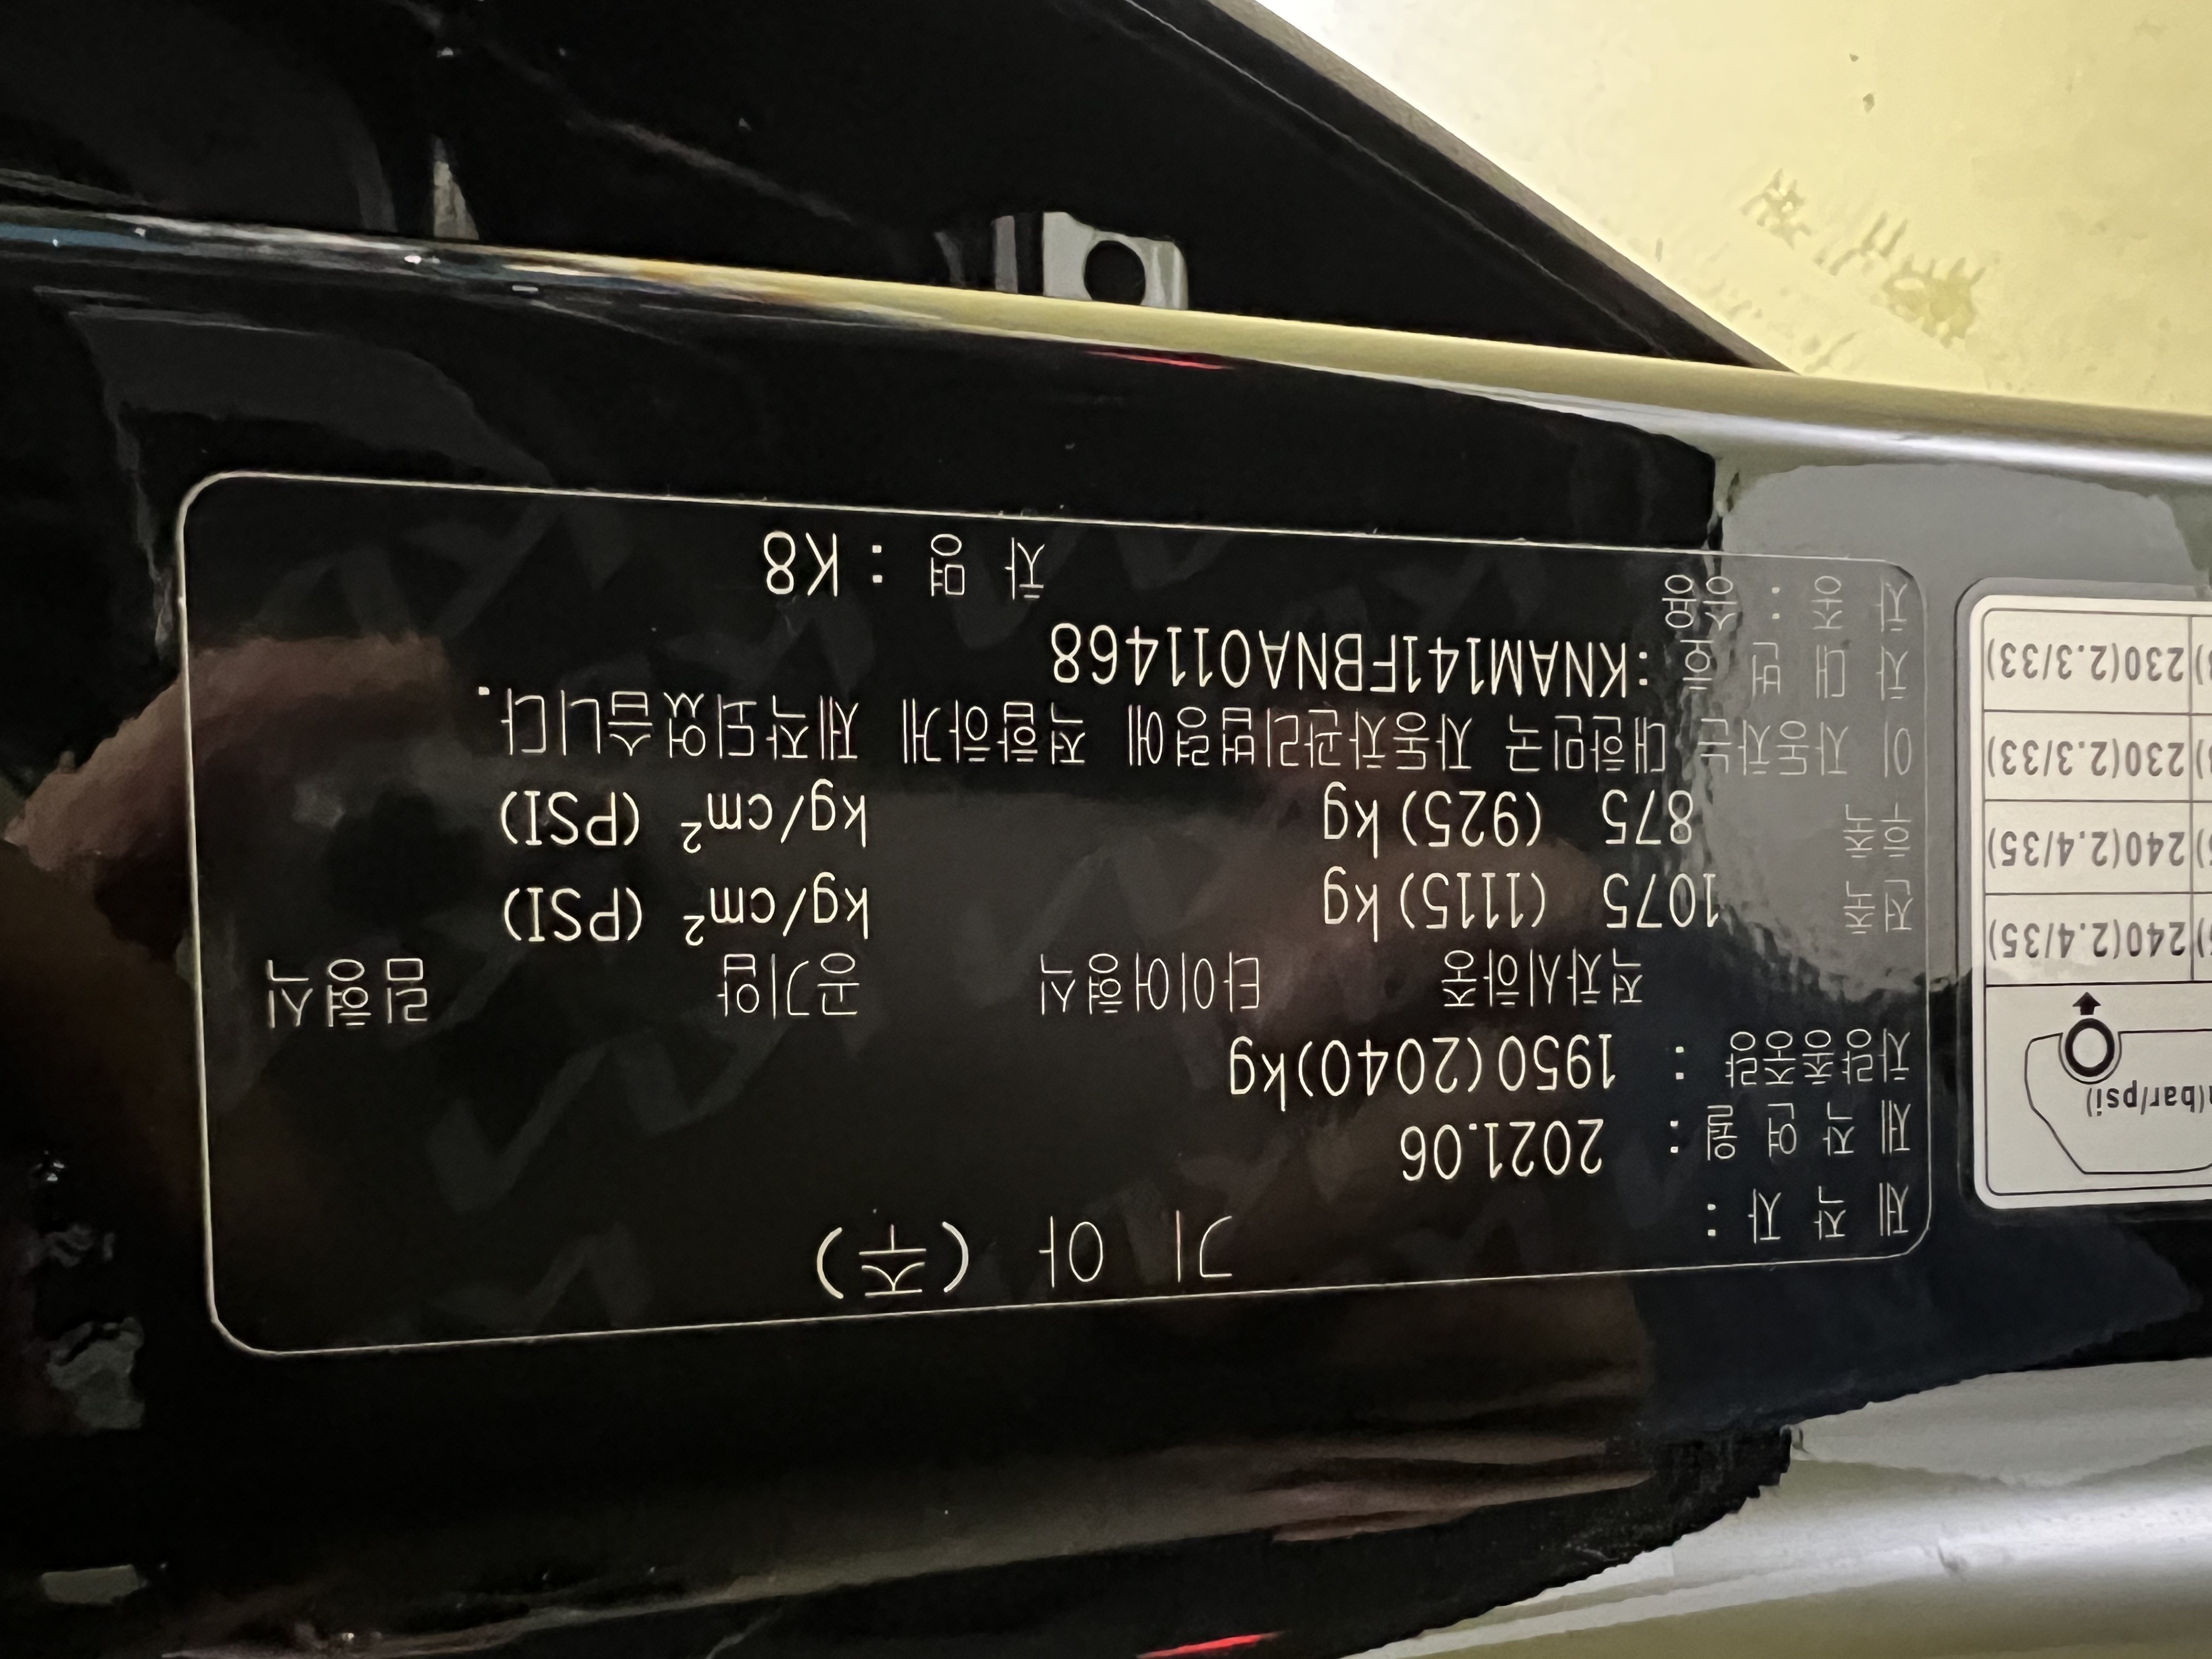 제 작 자 : 기 아 (주)
제 작 연 월 : 2021.06
차량총중량 : 1950(2040)kg
적차시하중 타이어형식 공기압 림형식
전 축 1075 (1115)kg kg/cm² (PSI)
후 축 875 (925)kg kg/cm² (PSI)
이 자동차는 대한민국 자동차관리법령에 적합하게 제작되었습니다.
차 대 번 호 :KNAM141FBNA011468
차 종 : 승용 차 명 : K8
(bar/psi)
240(2.4/35)
240(2.4/35)
230(2.3/33)
230(2.3/33)